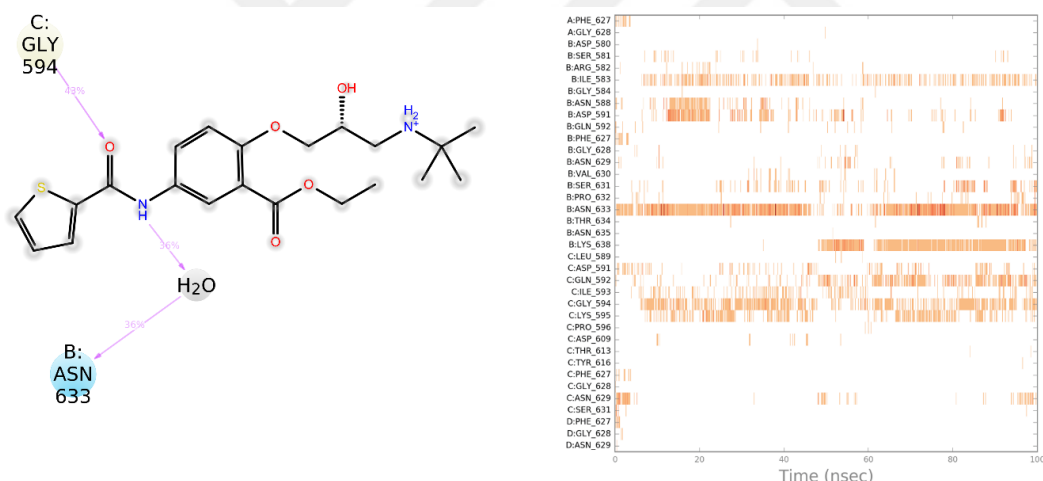 C:
GLY
594
43%
O
S
N
H
36%
H2O
36%
B:
ASN
633
O
O
O
OH
H2
N+
A:PHE_627
A:GLY_628
B:ASP_580
B:SER_581
B:ARG_582
B:ILE_583
B:GLY_584
B:ASN_588
B:ASP_591
B:GLN_592
B:PHE_627
B:GLY_628
B:ASN_629
B:VAL_630
B:SER_631
B:PRO_632
B:ASN_633
B:THR_634
B:ASN_635
B:LYS_638
C:LEU_589
C:ASP_591
C:GLN_592
C:ILE_593
C:GLY_594
C:LYS_595
C:PRO_596
C:ASP_609
C:THR_613
C:TYR_616
C:PHE_627
C:GLY_628
C:ASN_629
C:SER_631
D:PHE_627
D:GLY_628
D:ASN_629
0 20 40 60 80 100
Time (nsec)